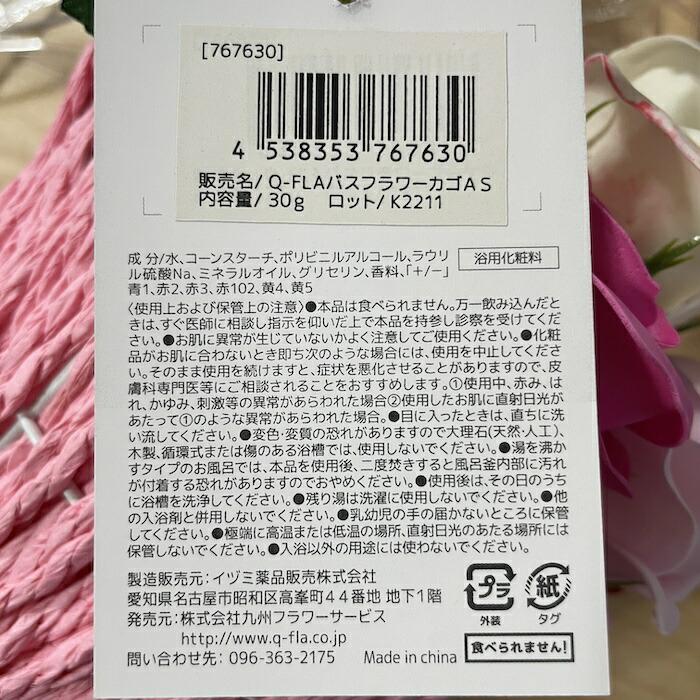 [767630]
4 538353 767630
販売名/ Q-FLAバスフラワーカゴAS
内容量/ 30g ロット/ K2211
成 分/水、コーンスターチ、ポリビニルアルコール、ラウリ
ル硫酸Na、ミネラルオイル、グリセリン、香料、「+/−」
青1、赤2、赤3、赤102、黄4、黄5
浴用化粧料
〈使用上および保管上の注意〉●本品は食べられません。万一飲み込んだと
きは、すぐ医師に相談し指示を仰いだ上で本品を持参し診察を受けてくださ
い。●お肌に異常が生じていないかよく注意してご使用ください。●化粧
品がお肌に合わないとき即ち次のような場合には、使用を中止してくださ
い。そのまま使用を続けますと、症状を悪化させることがありますので、皮
膚科専門医等にご相談されることをおすすめします。①使用中、赤み、は
れ、かゆみ、刺激等の異常があらわれた場合②使用したお肌に直射日光が
あたって①のような異常があらわれた場合。●目に入ったときは、直ちに洗
い流してください。●変色・変質の恐れがありますので大理石(天然・人工)、
木製、循環式または傷のある浴槽では、使用しないでください。●湯を沸か
すタイプのお風呂では、本品を使用後、二度焚きすると風呂釜内部に汚れ
が付着する恐れがありますのでおやめください。●使用後は、その日のうち
に浴槽を洗浄してください。●残り湯は洗濯に使用しないでください。●他
の入浴剤と併用しないでください。●乳幼児の手の届かないところに保管
してください。●極端に高温または低温の場所、直射日光のあたる場所には
保管しないでください。●入浴以外の用途には使わないでください。
製造販売元: イヅミ薬品販売株式会社
愛知県名古屋市昭和区高峯町44番地 地下1階
発売元: 株式会社九州フラワーサービス
http://www.q-fla.co.jp
問い合わせ先: 096-363-2175 Made in china
プラ
外装
紙
タグ
食べられません!